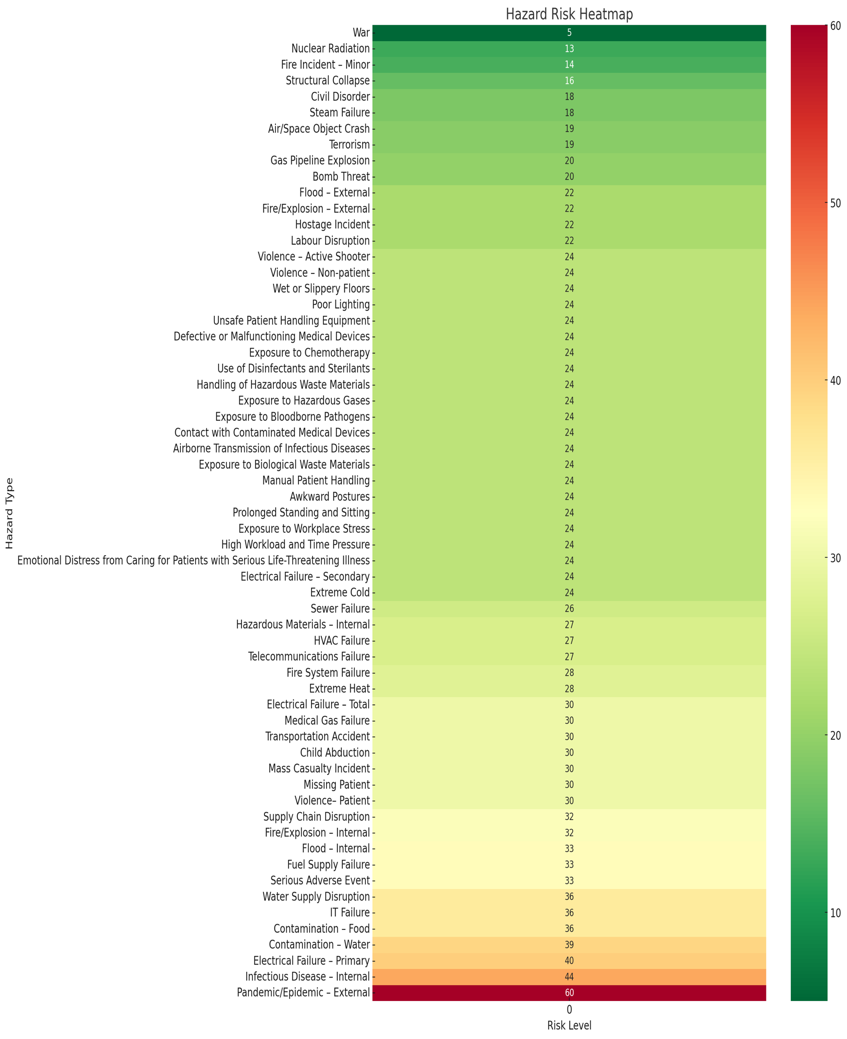 Hazard Risk Heatmap
War 5
Nuclear Radiation 13
Fire Incident – Minor 14
Structural Collapse 16
Civil Disorder 18
Steam Failure 18
Air/Space Object Crash 19
Terrorism 19
Gas Pipeline Explosion 20
Bomb Threat 20
Flood – External 22
Fire/Explosion – External 22
Hostage Incident 22
Labour Disruption 22
Violence – Active Shooter 24
Violence – Non-patient 24
Wet or Slippery Floors 24
Poor Lighting 24
Unsafe Patient Handling Equipment 24
Defective or Malfunctioning Medical Devices 24
Exposure to Chemotherapy 24
Use of Disinfectants and Sterilants 24
Handling of Hazardous Waste Materials 24
Exposure to Hazardous Gases 24
Exposure to Bloodborne Pathogens 24
Contact with Contaminated Medical Devices 24
Airborne Transmission of Infectious Diseases 24
Exposure to Biological Waste Materials 24
Manual Patient Handling 24
Awkward Postures 24
Prolonged Standing and Sitting 24
Exposure to Workplace Stress 24
High Workload and Time Pressure 24
Emotional Distress from Caring for Patients with Serious Life-Threatening Illness 24
Electrical Failure – Secondary 24
Extreme Cold 24
Sewer Failure 26
Hazardous Materials – Internal 27
HVAC Failure 27
Telecommunications Failure 27
Fire System Failure 28
Extreme Heat 28
Electrical Failure – Total 30
Medical Gas Failure 30
Transportation Accident 30
Child Abduction 30
Mass Casualty Incident 30
Missing Patient 30
Violence– Patient 30
Supply Chain Disruption 32
Fire/Explosion – Internal 32
Flood – Internal 33
Fuel Supply Failure 33
Serious Adverse Event 33
Water Supply Disruption 36
IT Failure 36
Contamination – Food 36
Contamination – Water 39
Electrical Failure – Primary 40
Infectious Disease – Internal 44
Pandemic/Epidemic – External 60
0
Risk Level
Hazard Type
60
50
40
30
20
10